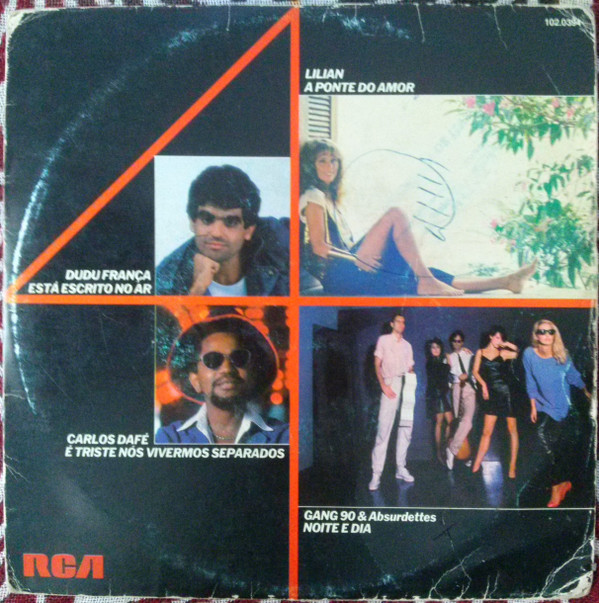 102.0394
LILIAN
A PONTE DO AMOR
DUDU FRANÇA
ESTÁ ESCRITO NO AR
CARLOS DAFÉ
É TRISTE NÓS VIVERMOS SEPARADOS
GANG 90 & Absurdettes
NOITE E DIA
RCA